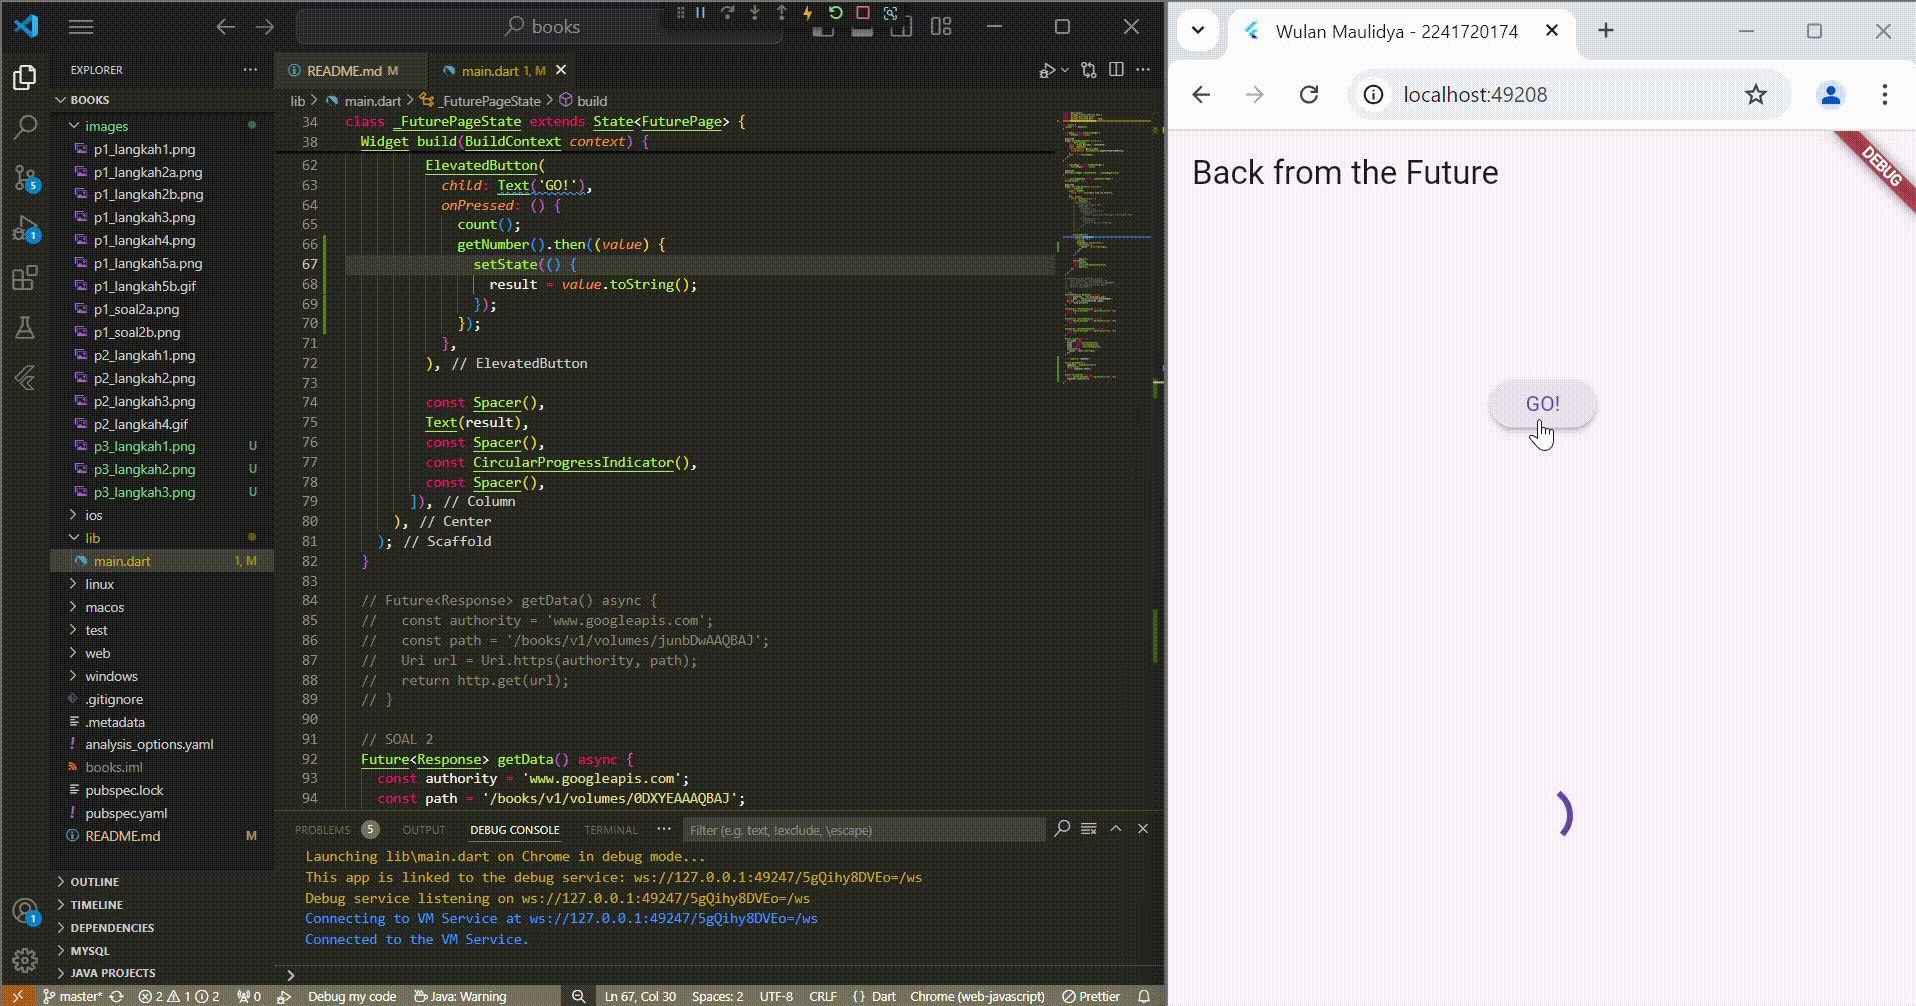 books
EXPLORER
BOOKS
images
p1_langkah1.png
p1_langkah2a.png
p1_langkah2b.png
p1_langkah3.png
p1_langkah4.png
p1_langkah5a.png
p1_langkah5b.gif
p1_soal2a.png
p1_soal2b.png
p2_langkah1.png
p2_langkah2.png
p2_langkah3.png
p2_langkah4.gif
p3_langkah1.png U
p3_langkah2.png U
p3_langkah3.png U
ios
lib
main.dart 1, M
linux
macos
test
web
windows
.gitignore
.metadata
analysis_options.yaml
books.iml
pubspec.lock
pubspec.yaml
README.md M
OUTLINE
TIMELINE
DEPENDENCIES
MYSQL
JAVA PROJECTS
5
1
1
README.md M
main.dart 1, M
lib > main.dart > _FuturePageState > build
34 class _FuturePageState extends State<FuturePage> {
38 Widget build(BuildContext context) {
62 ElevatedButton(
63 child: Text('GO!'),
64 onPressed: () {
65 count();
66 getNumber().then((value) {
67 setState(() {
68 result = value.toString();
69 });
70 });
71 },
72 ), // ElevatedButton
73
74 const Spacer(),
75 Text(result),
76 const Spacer(),
77 const CircularProgressIndicator(),
78 const Spacer(),
79 ]), // Column
80 ), // Center
81 ); // Scaffold
82 }
83
84 // Future<Response> getData() async {
85 // const authority = 'www.googleapis.com';
86 // const path = '/books/v1/volumes/junbDwAAQBAJ';
87 // Uri url = Uri.https(authority, path);
88 // return http.get(url);
89 // }
90
91 // SOAL 2
92 Future<Response> getData() async {
93 const authority = 'www.googleapis.com';
94 const path = '/books/v1/volumes/0DXYEAAAQBAJ';
PROBLEMS 5 OUTPUT DEBUG CONSOLE TERMINAL Filter (e.g. text, !exclude, \escape)
Launching lib\main.dart on Chrome in debug mode...
This app is linked to the debug service: ws://127.0.0.1:49247/5gQihy8DVEo=/ws
Debug service listening on ws://127.0.0.1:49247/5gQihy8DVEo=/ws
Connecting to VM Service at ws://127.0.0.1:49247/5gQihy8DVEo=/ws
Connected to the VM Service.
master* 2 1 2 0 Debug my code Java: Warning Ln 67, Col 30 Spaces: 2 UTF-8 CRLF {} Dart Chrome (web-javascript) Prettier
Wulan Maulidya - 2241720174
localhost:49208
Back from the Future
DEBUG
GO!